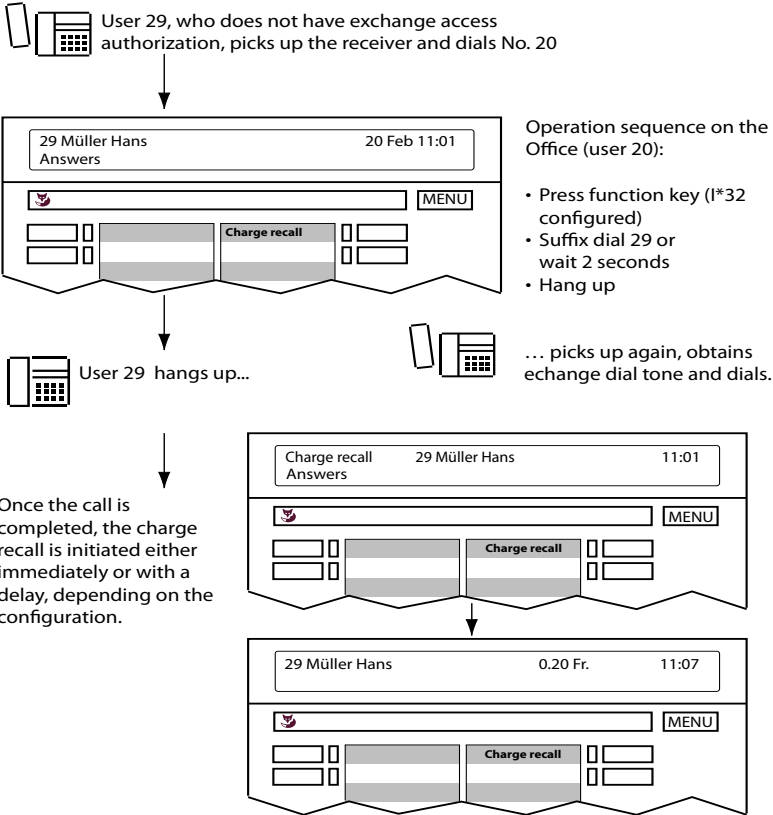 User 29, who does not have exchange access
authorization, picks up the receiver and dials No. 20
29 Müller Hans 20 Feb 11:01
Answers
MENU
Charge recall
Operation sequence on the
Office (user 20):
• Press function key (I*32
configured)
• Suffix dial 29 or
wait 2 seconds
• Hang up
User 29 hangs up...
… picks up again, obtains
echange dial tone and dials.
Once the call is
completed, the charge
recall is initiated either
immediately or with a
delay, depending on the
configuration.
Charge recall 29 Müller Hans 11:01
Answers
MENU
Charge recall
29 Müller Hans 0.20 Fr. 11:07
MENU
Charge recall